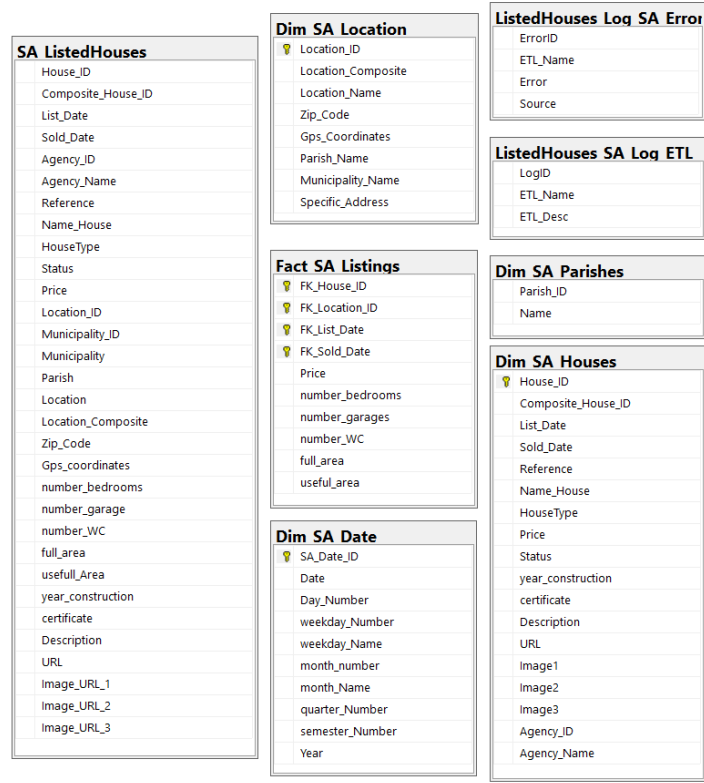 SA ListedHouses
House_ID
Composite_House_ID
List_Date
Sold_Date
Agency_ID
Agency_Name
Reference
Name_House
HouseType
Status
Price
Location_ID
Municipality_ID
Municipality
Parish
Location
Location_Composite
Zip_Code
Gps_coordinates
number_bedrooms
number_garage
number_WC
full_area
usefull_Area
year_construction
certificate
Description
URL
Image_URL_1
Image_URL_2
Image_URL_3
Dim SA Location
Location_ID
Location_Composite
Location_Name
Zip_Code
Gps_Coordinates
Parish_Name
Municipality_Name
Specific_Address
Fact SA Listings
FK_House_ID
FK_Location_ID
FK_List_Date
FK_Sold_Date
Price
number_bedrooms
number_garages
number_WC
full_area
useful_area
Dim SA Date
SA_Date_ID
Date
Day_Number
weekday_Number
weekday_Name
month_number
month_Name
quarter_Number
semester_Number
Year
ListedHouses Log SA Error
ErrorID
ETL_Name
Error
Source
ListedHouses SA Log ETL
LogID
ETL_Name
ETL_Desc
Dim SA Parishes
Parish_ID
Name
Dim SA Houses
House_ID
Composite_House_ID
List_Date
Sold_Date
Reference
Name_House
HouseType
Price
Status
year_construction
certificate
Description
URL
Image1
Image2
Image3
Agency_ID
Agency_Name